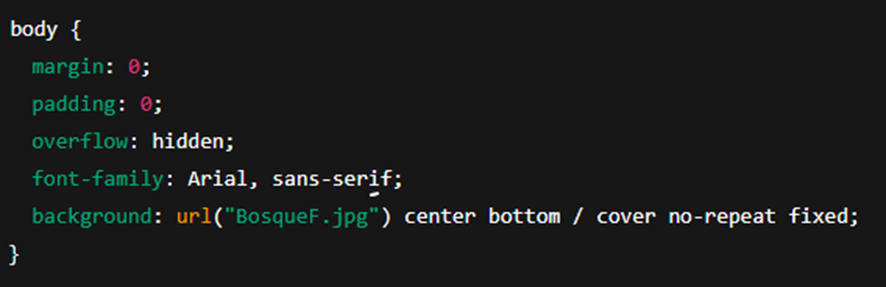 body {
  margin: 0;
  padding: 0;
  overflow: hidden;
  font-family: Arial, sans-serif;
  background: url("BosqueF.jpg") center bottom / cover no-repeat fixed;
}